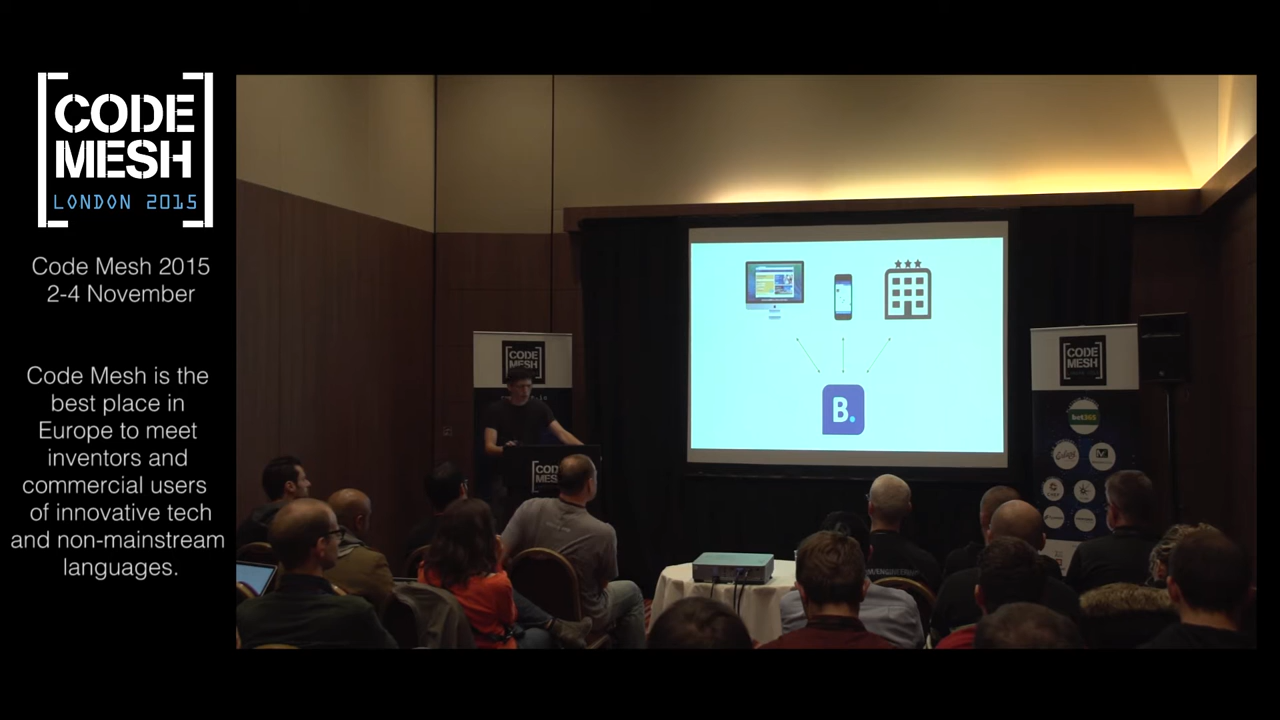 CODE
MESH
LONDON 2015
Code Mesh 2015
2-4 November
Code Mesh is the
best place in
Europe to meet
inventors and
commercial users
of innovative tech
and non-mainstream
languages.
B.
CODE
MESH
CODE
MES
CODE
MESH
bet365